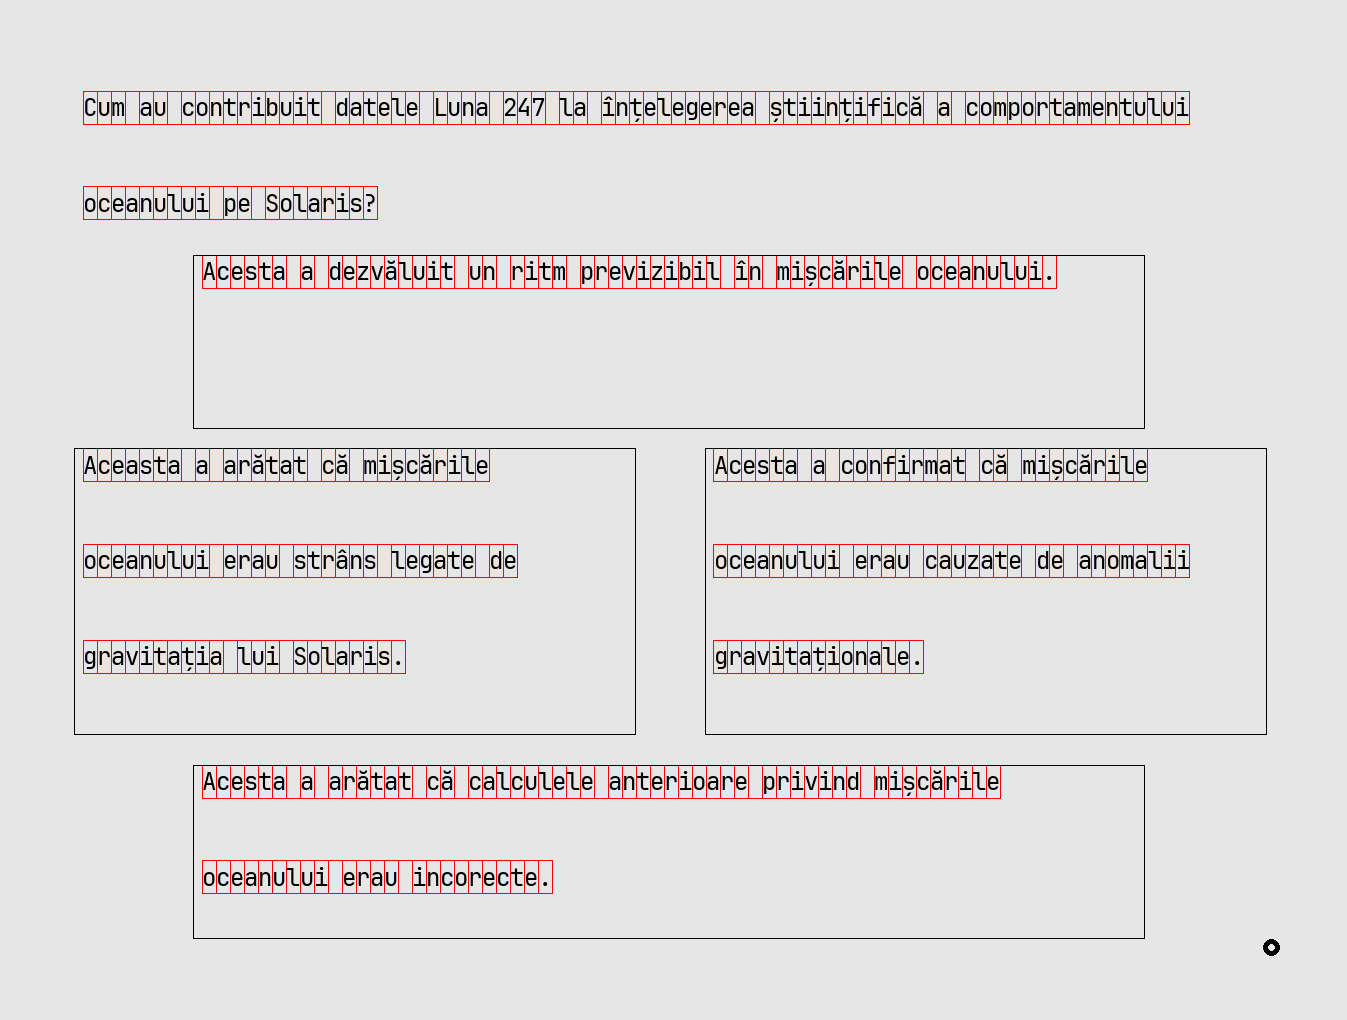 Cum au contribuit datele Luna 247 la înțelegerea științifică a comportamentului
oceanului pe Solaris?
Acesta a dezvăluit un ritm previzibil în mișcările oceanului.
Aceasta a arătat că mișcările
oceanului erau strâns legate de
gravitația lui Solaris.
Acesta a confirmat că mișcările
oceanului erau cauzate de anomalii
gravitaționale.
Acesta a arătat că calculele anterioare privind mișcările
oceanului erau incorecte.